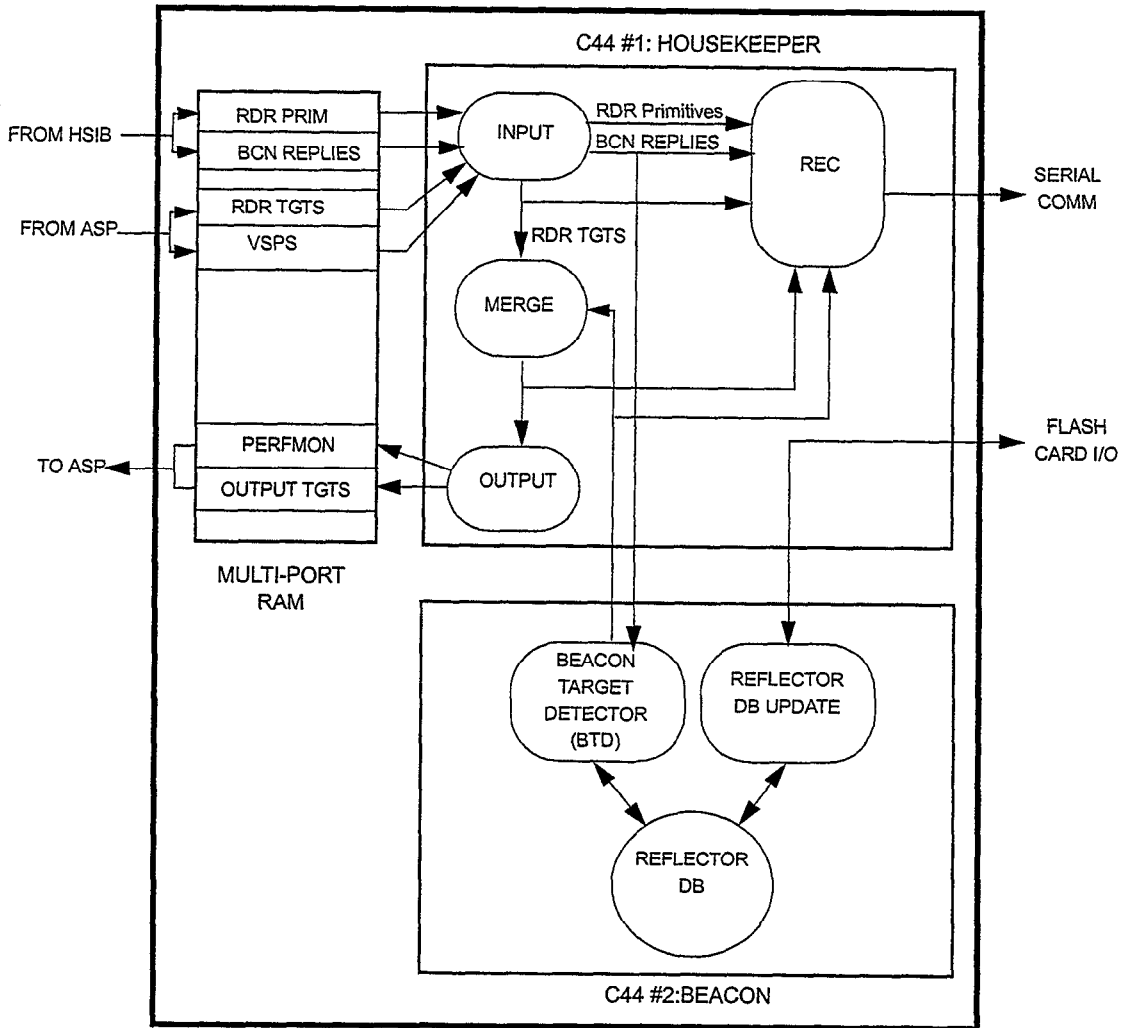 C44 #1: HOUSEKEEPER
FROM HSIB
RDR PRIM
BCN REPLIES
RDR TGTS
VSPS
FROM ASP
INPUT
RDR Primitives
BCN REPLIES
REC
SERIAL
COMM
RDR TGTS
MERGE
PERFMON
OUTPUT TGTS
TO ASP
OUTPUT
FLASH
CARD I/O
MULTI-PORT
RAM
BEACON
TARGET
DETECTOR
(BTD)
REFLECTOR
DB UPDATE
REFLECTOR
DB
C44 #2:BEACON